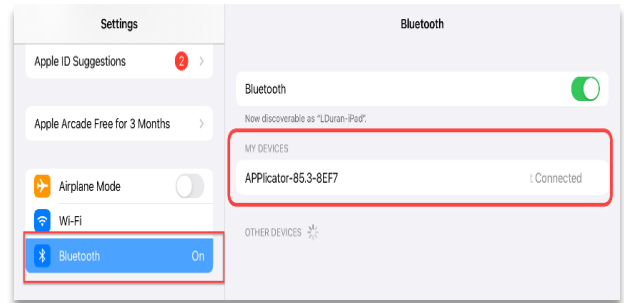 Settings
Apple ID Suggestions 2
Apple Arcade Free for 3 Months
Airplane Mode
Wi-Fi
Bluetooth On
Bluetooth
Bluetooth
Now discoverable as "LDuran-iPad".
MY DEVICES
APPlicator-85.3-8EF7 Connected
OTHER DEVICES